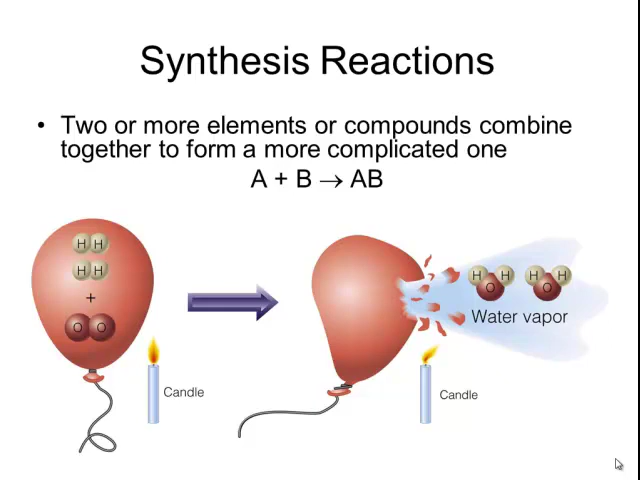 Synthesis Reactions
• Two or more elements or compounds combine
together to form a more complicated one
A + B → AB
H H
H H
+
O O
Candle
H H H H
O O
Water vapor
Candle